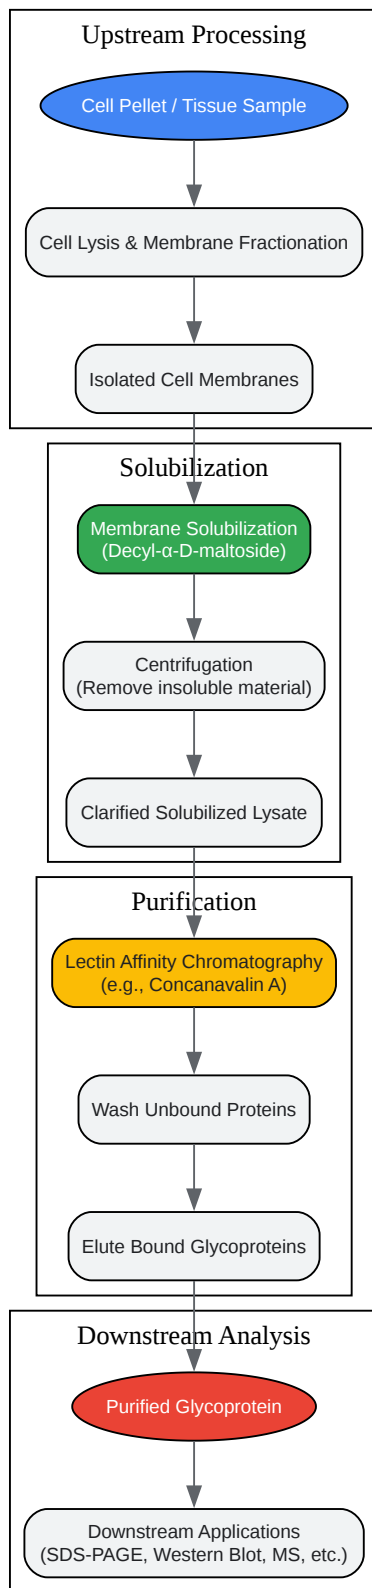 Upstream Processing
Cell Pellet / Tissue Sample
Cell Lysis & Membrane Fractionation
Isolated Cell Membranes
Solubilization
Membrane Solubilization
(Decyl-α-D-maltoside)
Centrifugation
(Remove insoluble material)
Clarified Solubilized Lysate
Purification
Lectin Affinity Chromatography
(e.g., Concanavalin A)
Wash Unbound Proteins
Elute Bound Glycoproteins
Downstream Analysis
Purified Glycoprotein
Downstream Applications
(SDS-PAGE, Western Blot, MS, etc.)